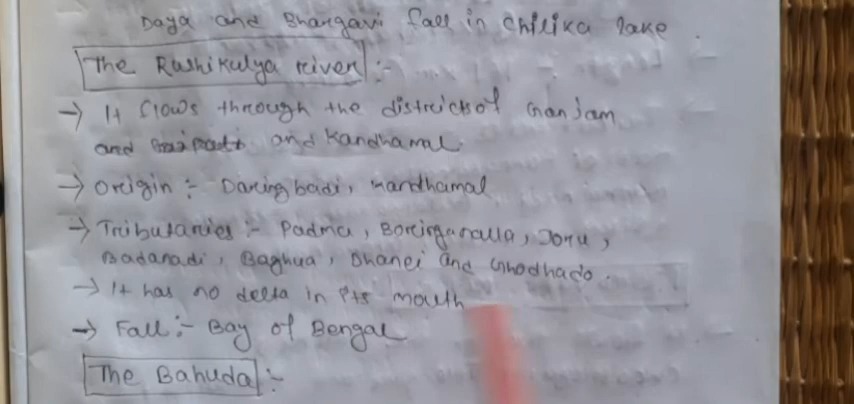 Daya and Bhargavi fall in Chilika lake.
The Rushikulya river :-
→ It flows through the districts of Ganjam
and and Kandhamal
→ Origin :- Daringbadi, Kandhamal
→ Tributaries :- Padma, Boringanalla, Joru,
Badanadi, Baghua, Dhanei and Ghodhado.
→ It has no delta in its mouth
→ Fall :- Bay of Bengal
The Bahuda :-